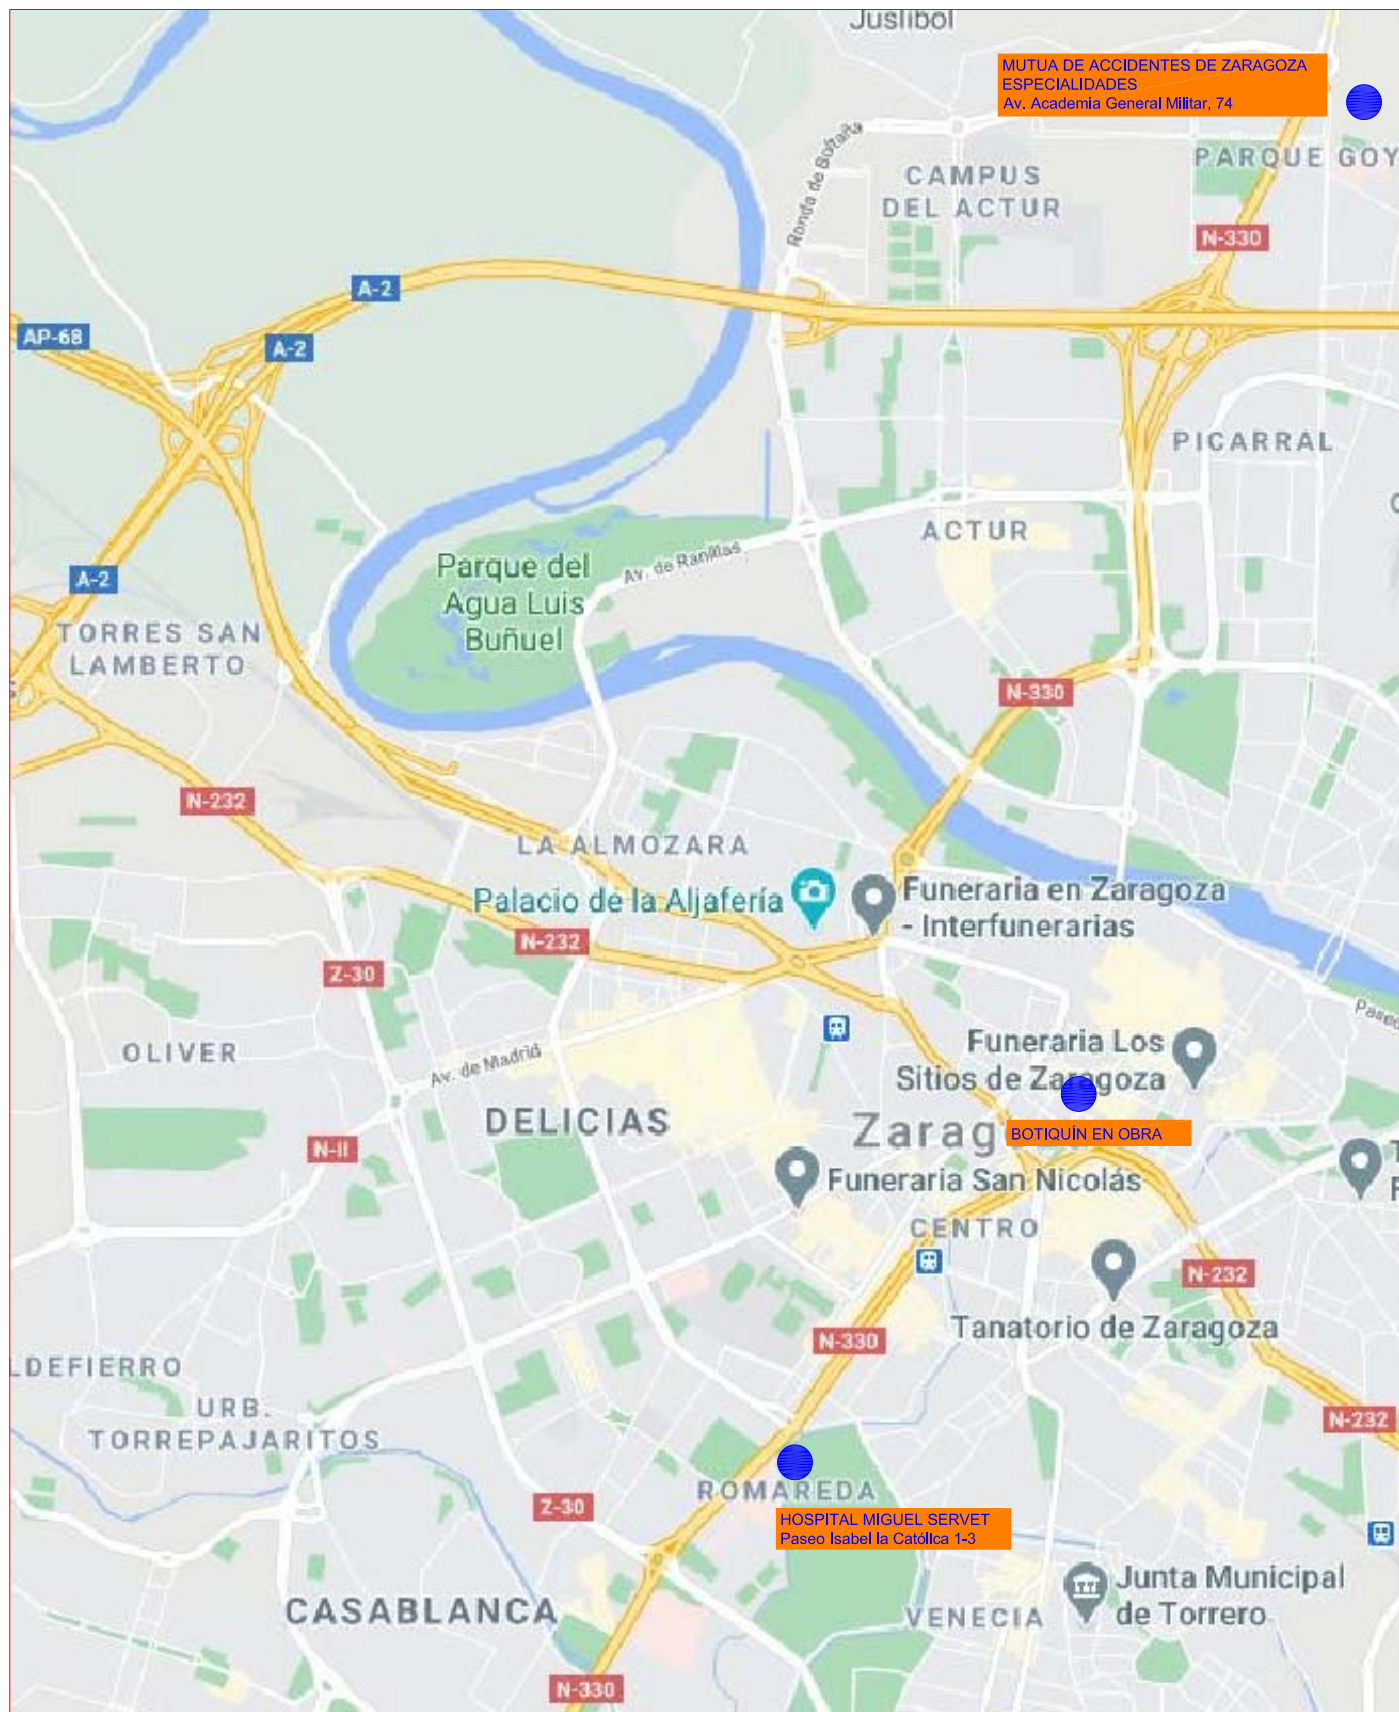 Juslibol
MUTUA DE ACCIDENTES DE ZARAGOZA
ESPECIALIDADES
Av. Academia General Militar, 74
PARQUE GOY
Ronda de Boltaña
CAMPUS
DEL ACTUR
N-330
A-2
AP-68
A-2
PICARRAL
ACTUR
Parque del
Agua Luis
Buñuel
Av. de Ranillas
A-2
TORRES SAN
LAMBERTO
N-330
N-232
LA ALMOZARA
Palacio de la Aljafería
Funeraria en Zaragoza
- Interfunerarias
N-232
Z-30
Paseo
OLIVER
Av. de Madrid
Funeraria Los
Sitios de Zaragoza
DELICIAS
Zarag
BOTIQUÍN EN OBRA
N-II
Funeraria San Nicolás
CENTRO
N-232
Tanatorio de Zaragoza
N-330
LDEFIERRO
URB.
TORREPAJARITOS
N-232
ROMAREDA
Z-30
HOSPITAL MIGUEL SERVET
Paseo Isabel la Católica 1-3
CASABLANCA
VENECIA
Junta Municipal
de Torrero
N-330